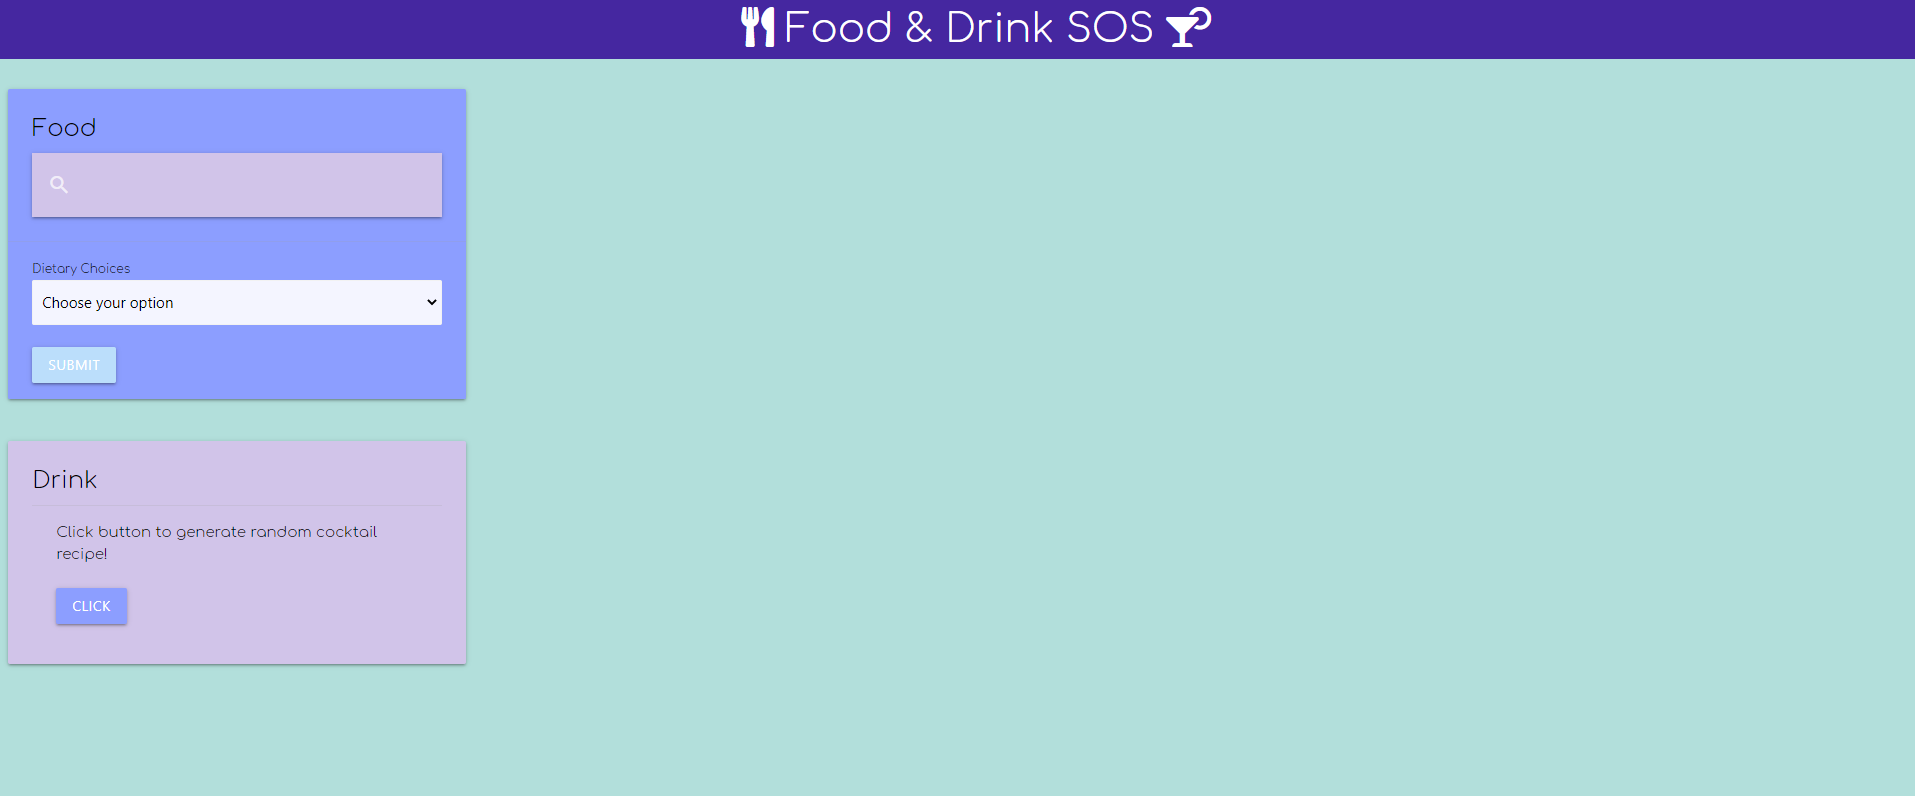 Food & Drink SOS
Food
Dietary Choices
Choose your option
SUBMIT
Drink
Click button to generate random cocktail
recipe!
CLICK